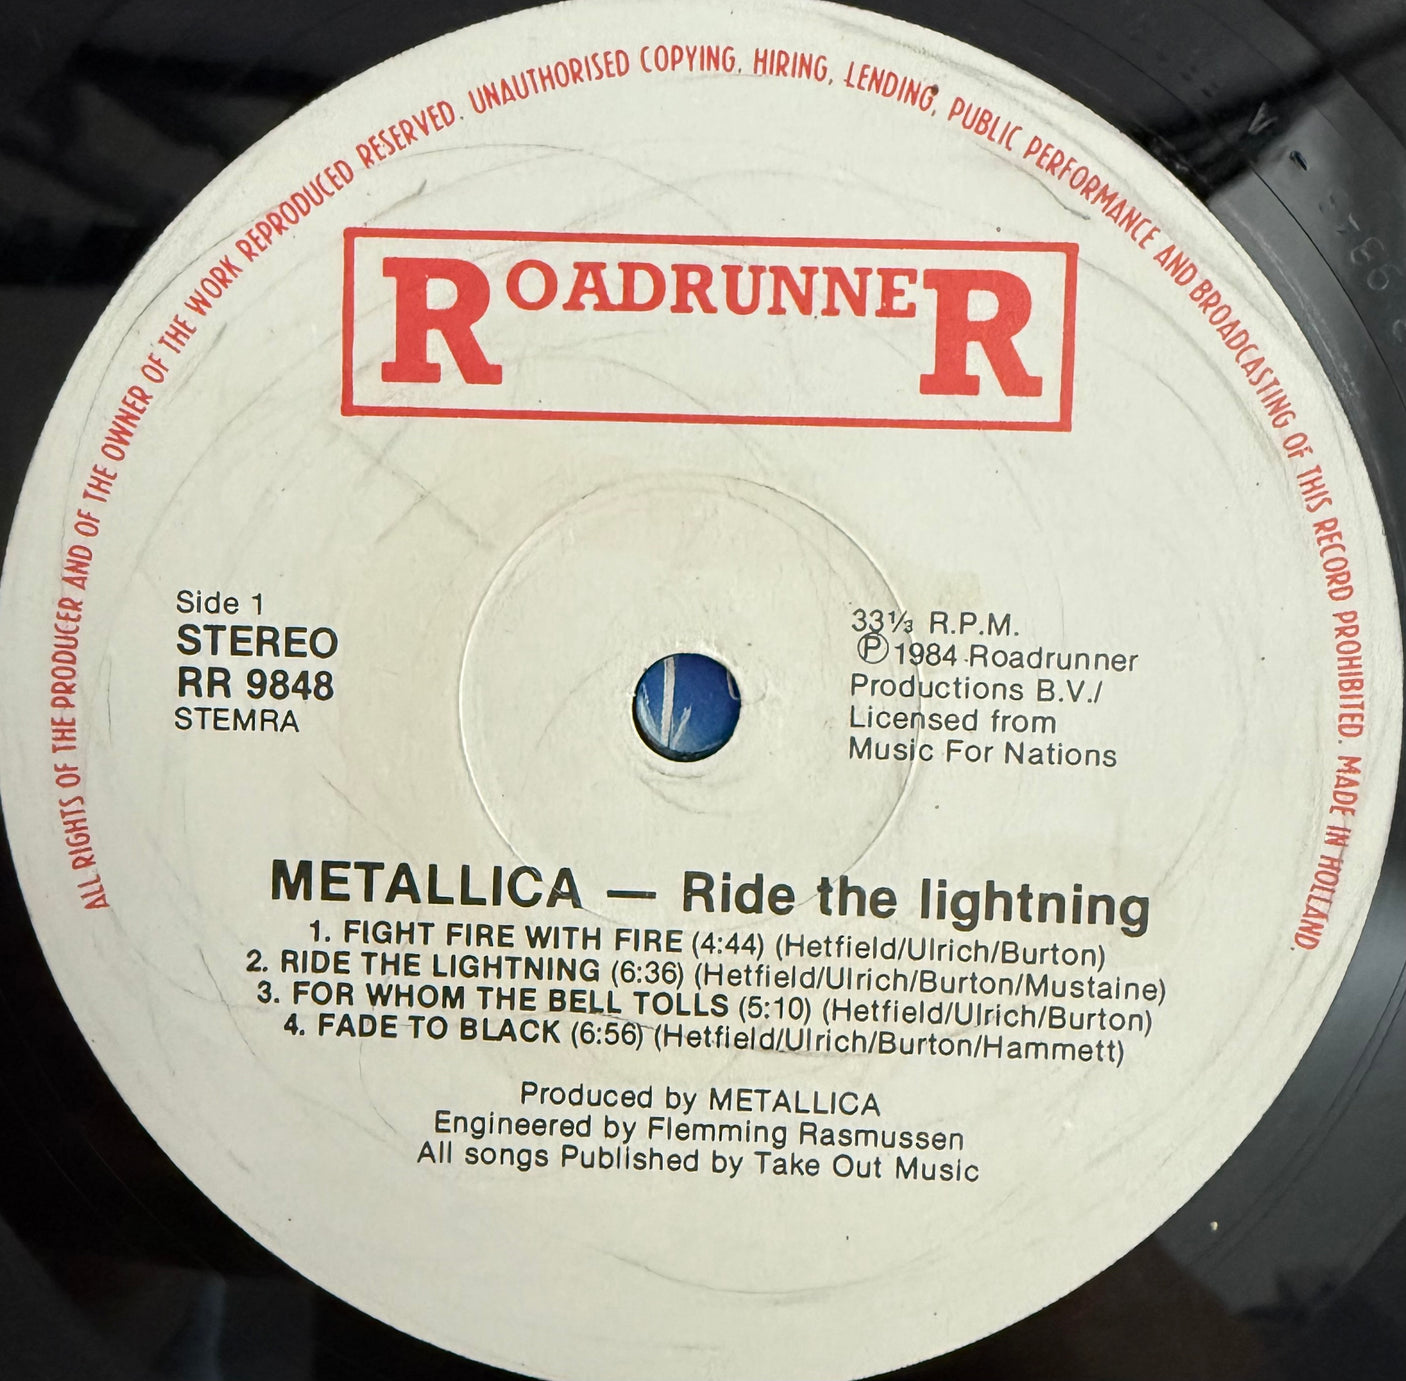 ALL RIGHTS OF THE PRODUCER AND OF THE OWNER OF THE WORK REPRODUCED RESERVED. UNAUTHORISED COPYING, HIRING, LENDING, PUBLIC PERFORMANCE AND BROADCASTING OF THIS RECORD PROHIBITED. MADE IN HOLLAND.
ROADRUNNER
Side 1
STEREO
RR 9848
STEMRA
33⅓ R.P.M.
Ⓟ 1984 Roadrunner
Productions B.V./
Licensed from
Music For Nations
METALLICA — Ride the lightning
1. FIGHT FIRE WITH FIRE (4:44) (Hetfield/Ulrich/Burton)
2. RIDE THE LIGHTNING (6:36) (Hetfield/Ulrich/Burton/Mustaine)
3. FOR WHOM THE BELL TOLLS (5:10) (Hetfield/Ulrich/Burton)
4. FADE TO BLACK (6:56) (Hetfield/Ulrich/Burton/Hammett)
Produced by METALLICA
Engineered by Flemming Rasmussen
All songs Published by Take Out Music